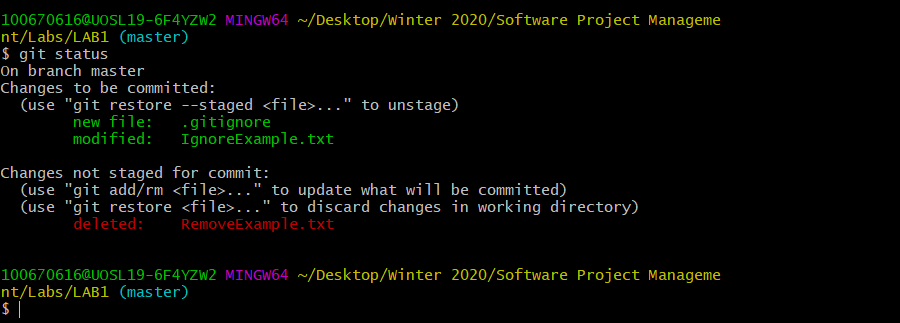 100670616@UOSL19-6F4YZW2 MINGW64 ~/Desktop/Winter 2020/Software Project Manageme
nt/Labs/LAB1 (master)
$ git status
On branch master
Changes to be committed:
  (use "git restore --staged <file>..." to unstage)
        new file:   .gitignore
        modified:   IgnoreExample.txt

Changes not staged for commit:
  (use "git add/rm <file>..." to update what will be committed)
  (use "git restore <file>..." to discard changes in working directory)
        deleted:    RemoveExample.txt

100670616@UOSL19-6F4YZW2 MINGW64 ~/Desktop/Winter 2020/Software Project Manageme
nt/Labs/LAB1 (master)
$